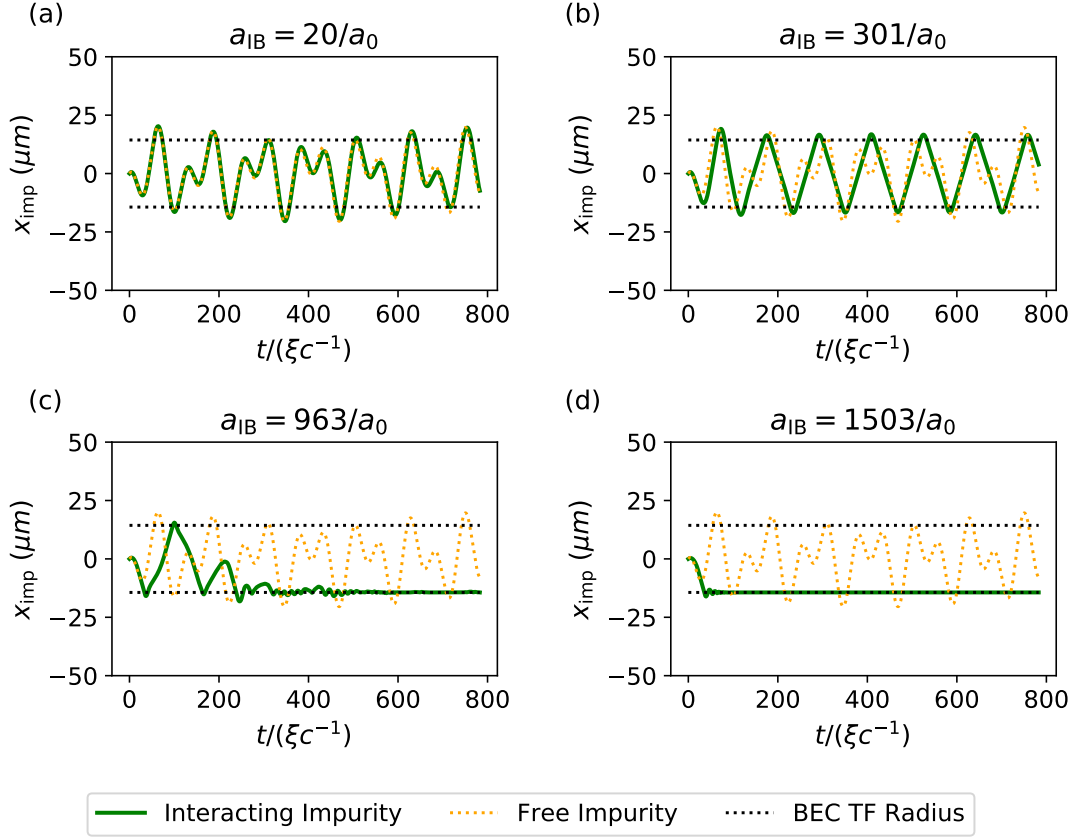 (a)
a_IB = 20/a_0
50
25
0
−25
−50
x_imp (μm)
0 200 400 600 800
t/(ξc⁻¹)
(b)
a_IB = 301/a_0
50
25
0
−25
−50
x_imp (μm)
0 200 400 600 800
t/(ξc⁻¹)
(c)
a_IB = 963/a_0
50
25
0
−25
−50
x_imp (μm)
0 200 400 600 800
t/(ξc⁻¹)
(d)
a_IB = 1503/a_0
50
25
0
−25
−50
x_imp (μm)
0 200 400 600 800
t/(ξc⁻¹)
Interacting Impurity Free Impurity BEC TF Radius